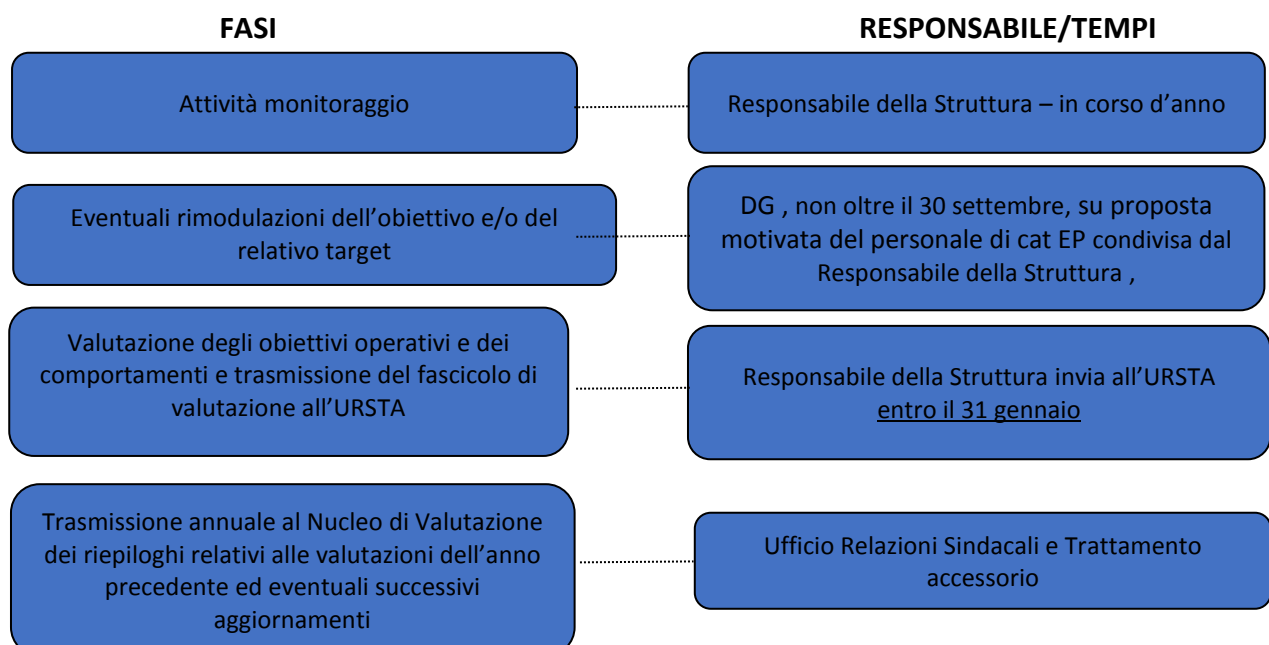 FASI
RESPONSABILE/TEMPI
Attività monitoraggio
Responsabile della Struttura – in corso d’anno
Eventuali rimodulazioni dell’obiettivo e/o del
relativo target
DG , non oltre il 30 settembre, su proposta
motivata del personale di cat EP condivisa dal
Responsabile della Struttura ,
Valutazione degli obiettivi operativi e dei
comportamenti e trasmissione del fascicolo di
valutazione all’URSTA
Responsabile della Struttura invia all’URSTA
entro il 31 gennaio
Trasmissione annuale al Nucleo di Valutazione
dei riepiloghi relativi alle valutazioni dell’anno
precedente ed eventuali successivi
aggiornamenti
Ufficio Relazioni Sindacali e Trattamento
accessorio